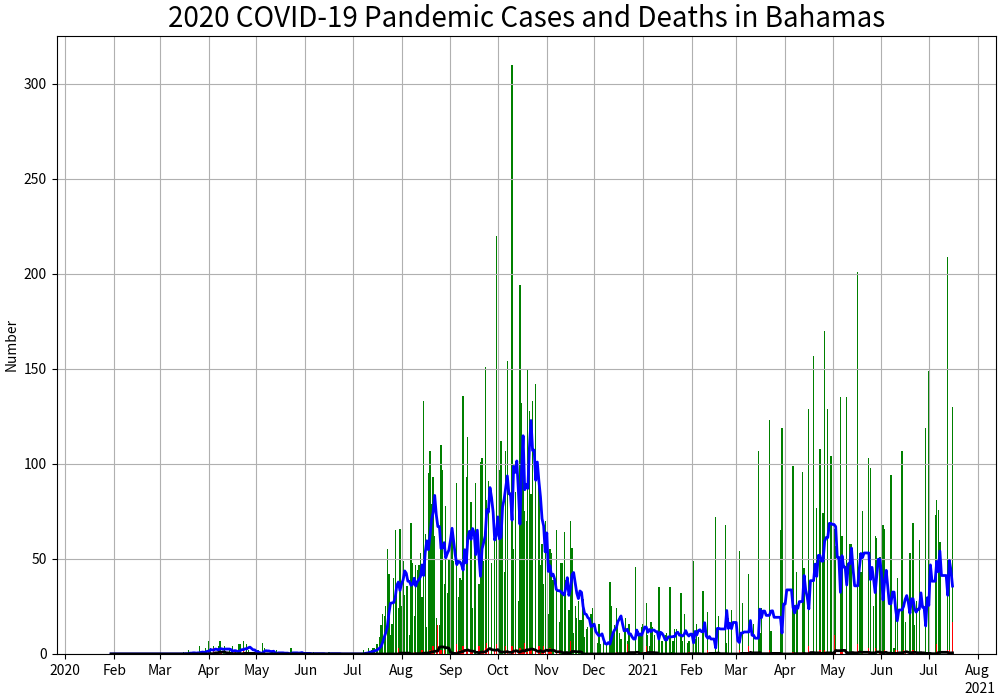 2020 COVID-19 Pandemic Cases and Deaths in Bahamas
Number
300
250
200
150
100
50
0
2020 Feb Mar Apr May Jun Jul Aug Sep Oct Nov Dec 2021 Feb Mar Apr May Jun Jul Aug
2021